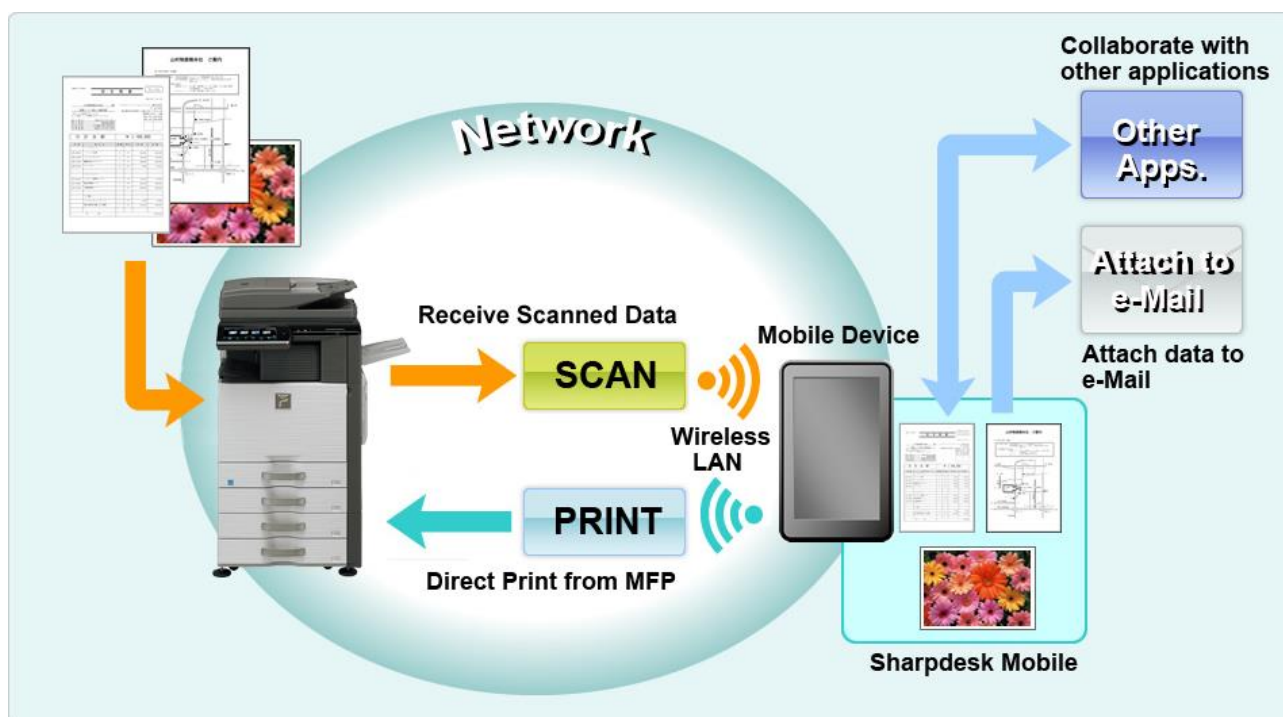 Collaborate with
other applications
Network
Other
Apps.
Attach to
e-Mail
Attach data to
e-Mail
Receive Scanned Data
SCAN
Mobile Device
Wireless
LAN
PRINT
Direct Print from MFP
Sharpdesk Mobile